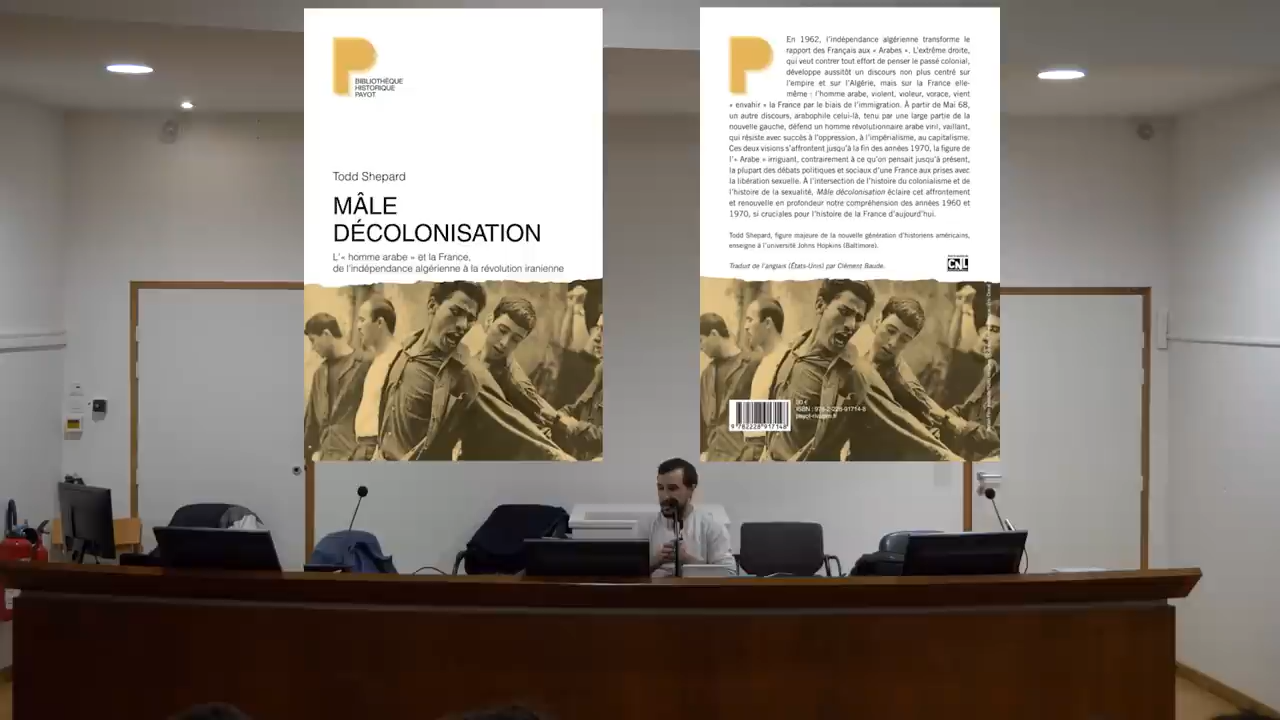 BIBLIOTHÈQUE
HISTORIQUE
PAYOT
Todd Shepard
MÂLE
DÉCOLONISATION
L'« homme arabe » et la France,
de l'indépendance algérienne à la révolution iranienne
En 1962, l'indépendance algérienne transforme le
rapport des Français aux « Arabes ». L'extrême droite,
qui veut contrer tout effort de penser le passé colonial,
développe aussitôt un discours non plus centré sur
l'empire et sur l'Algérie, mais sur la France elle-
même : l'homme arabe, violent, violeur, vorace, vient
« envahir » la France par le biais de l'immigration. À partir de Mai 68,
un autre discours, arabophile celui-là, tenu par une large partie de la
nouvelle gauche, défend un homme révolutionnaire arabe viril, vaillant,
qui résiste avec succès à l'oppression, à l'impérialisme, au capitalisme.
Ces deux visions s'affrontent jusqu'à la fin des années 1970, la figure de
l'« Arabe » irriguant, contrairement à ce qu'on pensait jusqu'à présent,
la plupart des débats politiques et sociaux d'une France aux prises avec
la libération sexuelle. À l'intersection de l'histoire du colonialisme et de
l'histoire de la sexualité, Mâle décolonisation éclaire cet affrontement
et renouvelle en profondeur notre compréhension des années 1960 et
1970, si cruciales pour l'histoire de la France d'aujourd'hui.
Todd Shepard, figure majeure de la nouvelle génération d'historiens américains,
enseigne à l'université Johns Hopkins (Baltimore).
Traduit de l'anglais (États-Unis) par Clément Baude.
CNL
ISBN : 978-2-228-91714-8
9 782228 917148